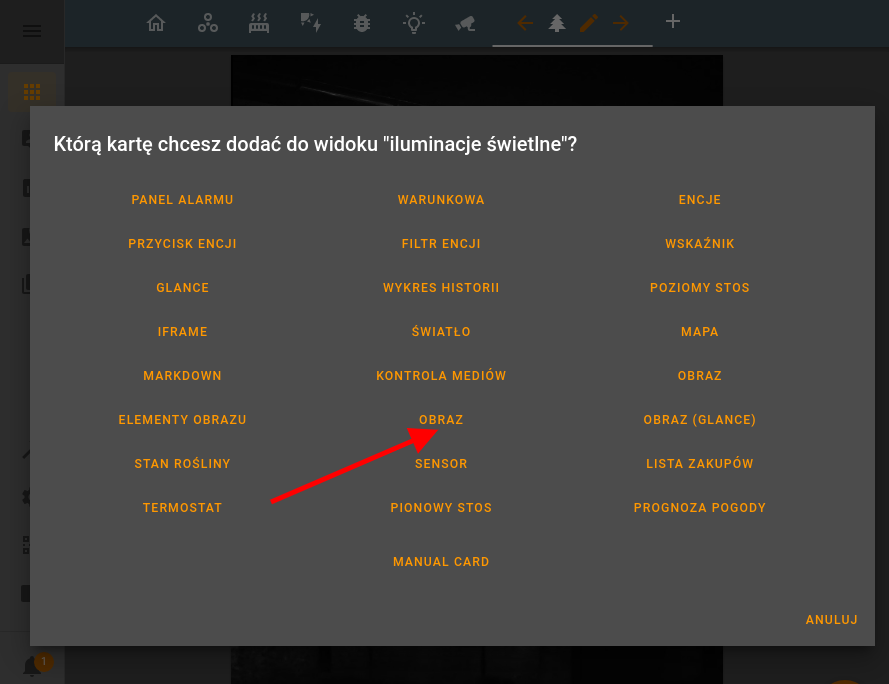 Którą kartę chcesz dodać do widoku "iluminacje świetlne"?
PANEL ALARMU WARUNKOWA ENCJE
PRZYCISK ENCJI FILTR ENCJI WSKAŹNIK
GLANCE WYKRES HISTORII POZIOMY STOS
IFRAME ŚWIATŁO MAPA
MARKDOWN KONTROLA MEDIÓW OBRAZ
ELEMENTY OBRAZU OBRAZ OBRAZ (GLANCE)
STAN ROŚLINY SENSOR LISTA ZAKUPÓW
TERMOSTAT PIONOWY STOS PROGNOZA POGODY
MANUAL CARD
ANULUJ
1